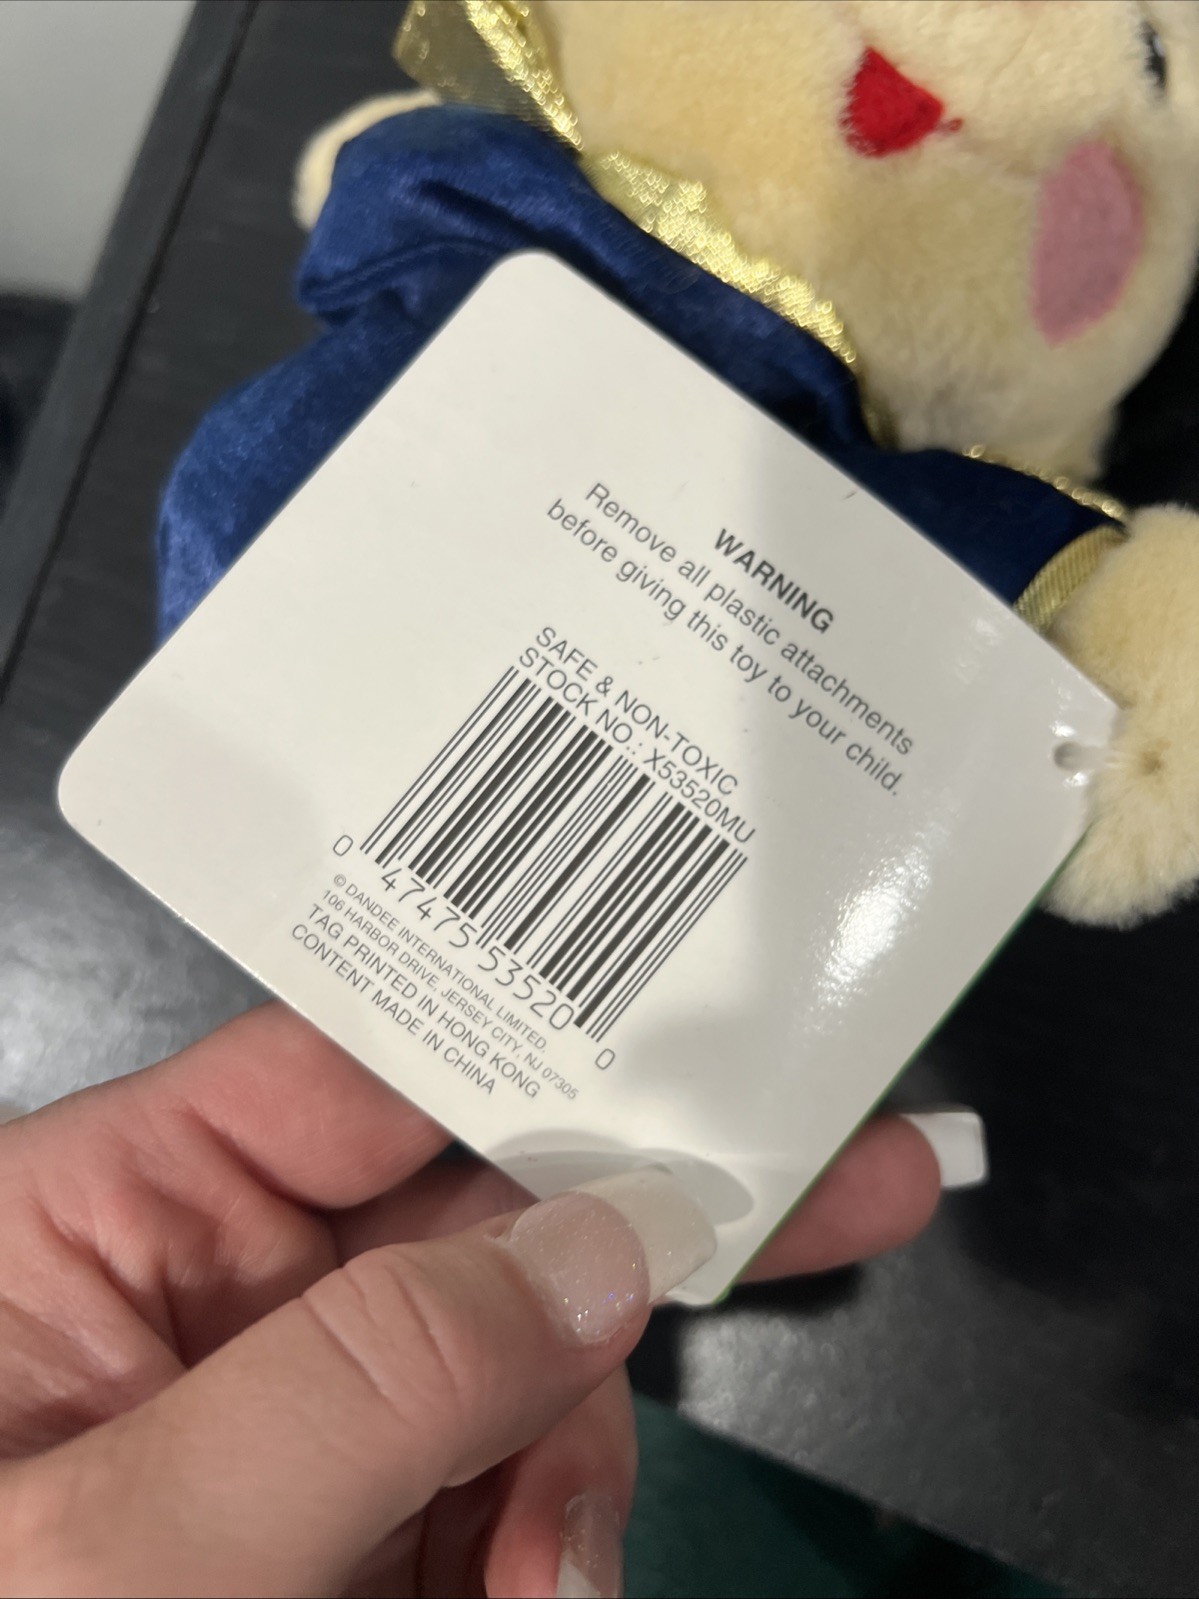 WARNING
Remove all plastic attachments
before giving this toy to your child.
SAFE & NON-TOXIC
STOCK NO.: X53520MU
0 47475 53520 0
© DANDEE INTERNATIONAL LIMITED,
106 HARBOR DRIVE, JERSEY CITY, NJ 07305
TAG PRINTED IN HONG KONG
CONTENT MADE IN CHINA